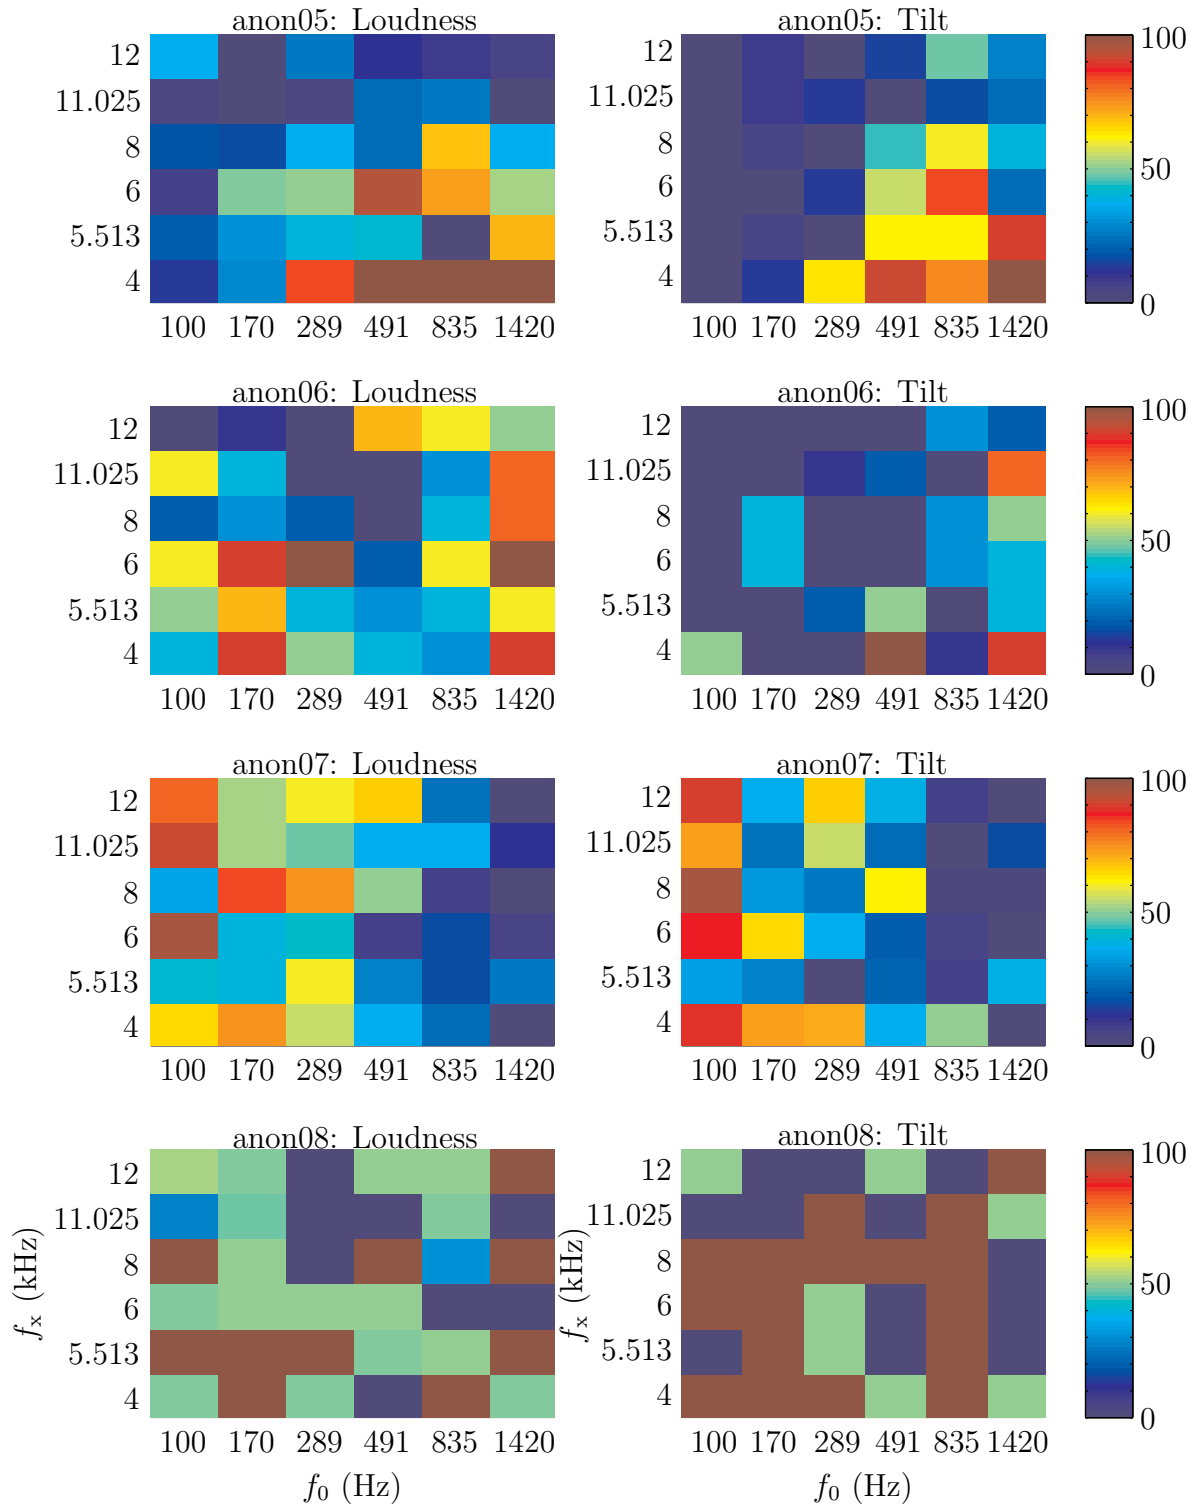 anon05: Loudness anon05: Tilt
12 12 100
11.025 11.025
8 8
50
6 6
5.513 5.513
4 4 0
100 170 289 491 835 1420 100 170 289 491 835 1420
anon06: Loudness anon06: Tilt
12 12 100
11.025 11.025
8 8
50
6 6
5.513 5.513
4 4 0
100 170 289 491 835 1420 100 170 289 491 835 1420
anon07: Loudness anon07: Tilt
12 12 100
11.025 11.025
8 8
50
6 6
5.513 5.513
4 4 0
100 170 289 491 835 1420 100 170 289 491 835 1420
anon08: Loudness anon08: Tilt
12 12 100
11.025 11.025
8 8
50
6 6
5.513 5.513
4 4 0
fx (kHz) fx (kHz)
100 170 289 491 835 1420 100 170 289 491 835 1420
f0 (Hz) f0 (Hz)